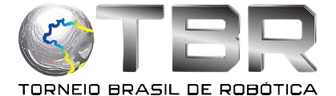 TBR
TORNEIO BRASIL DE ROBÓTICA